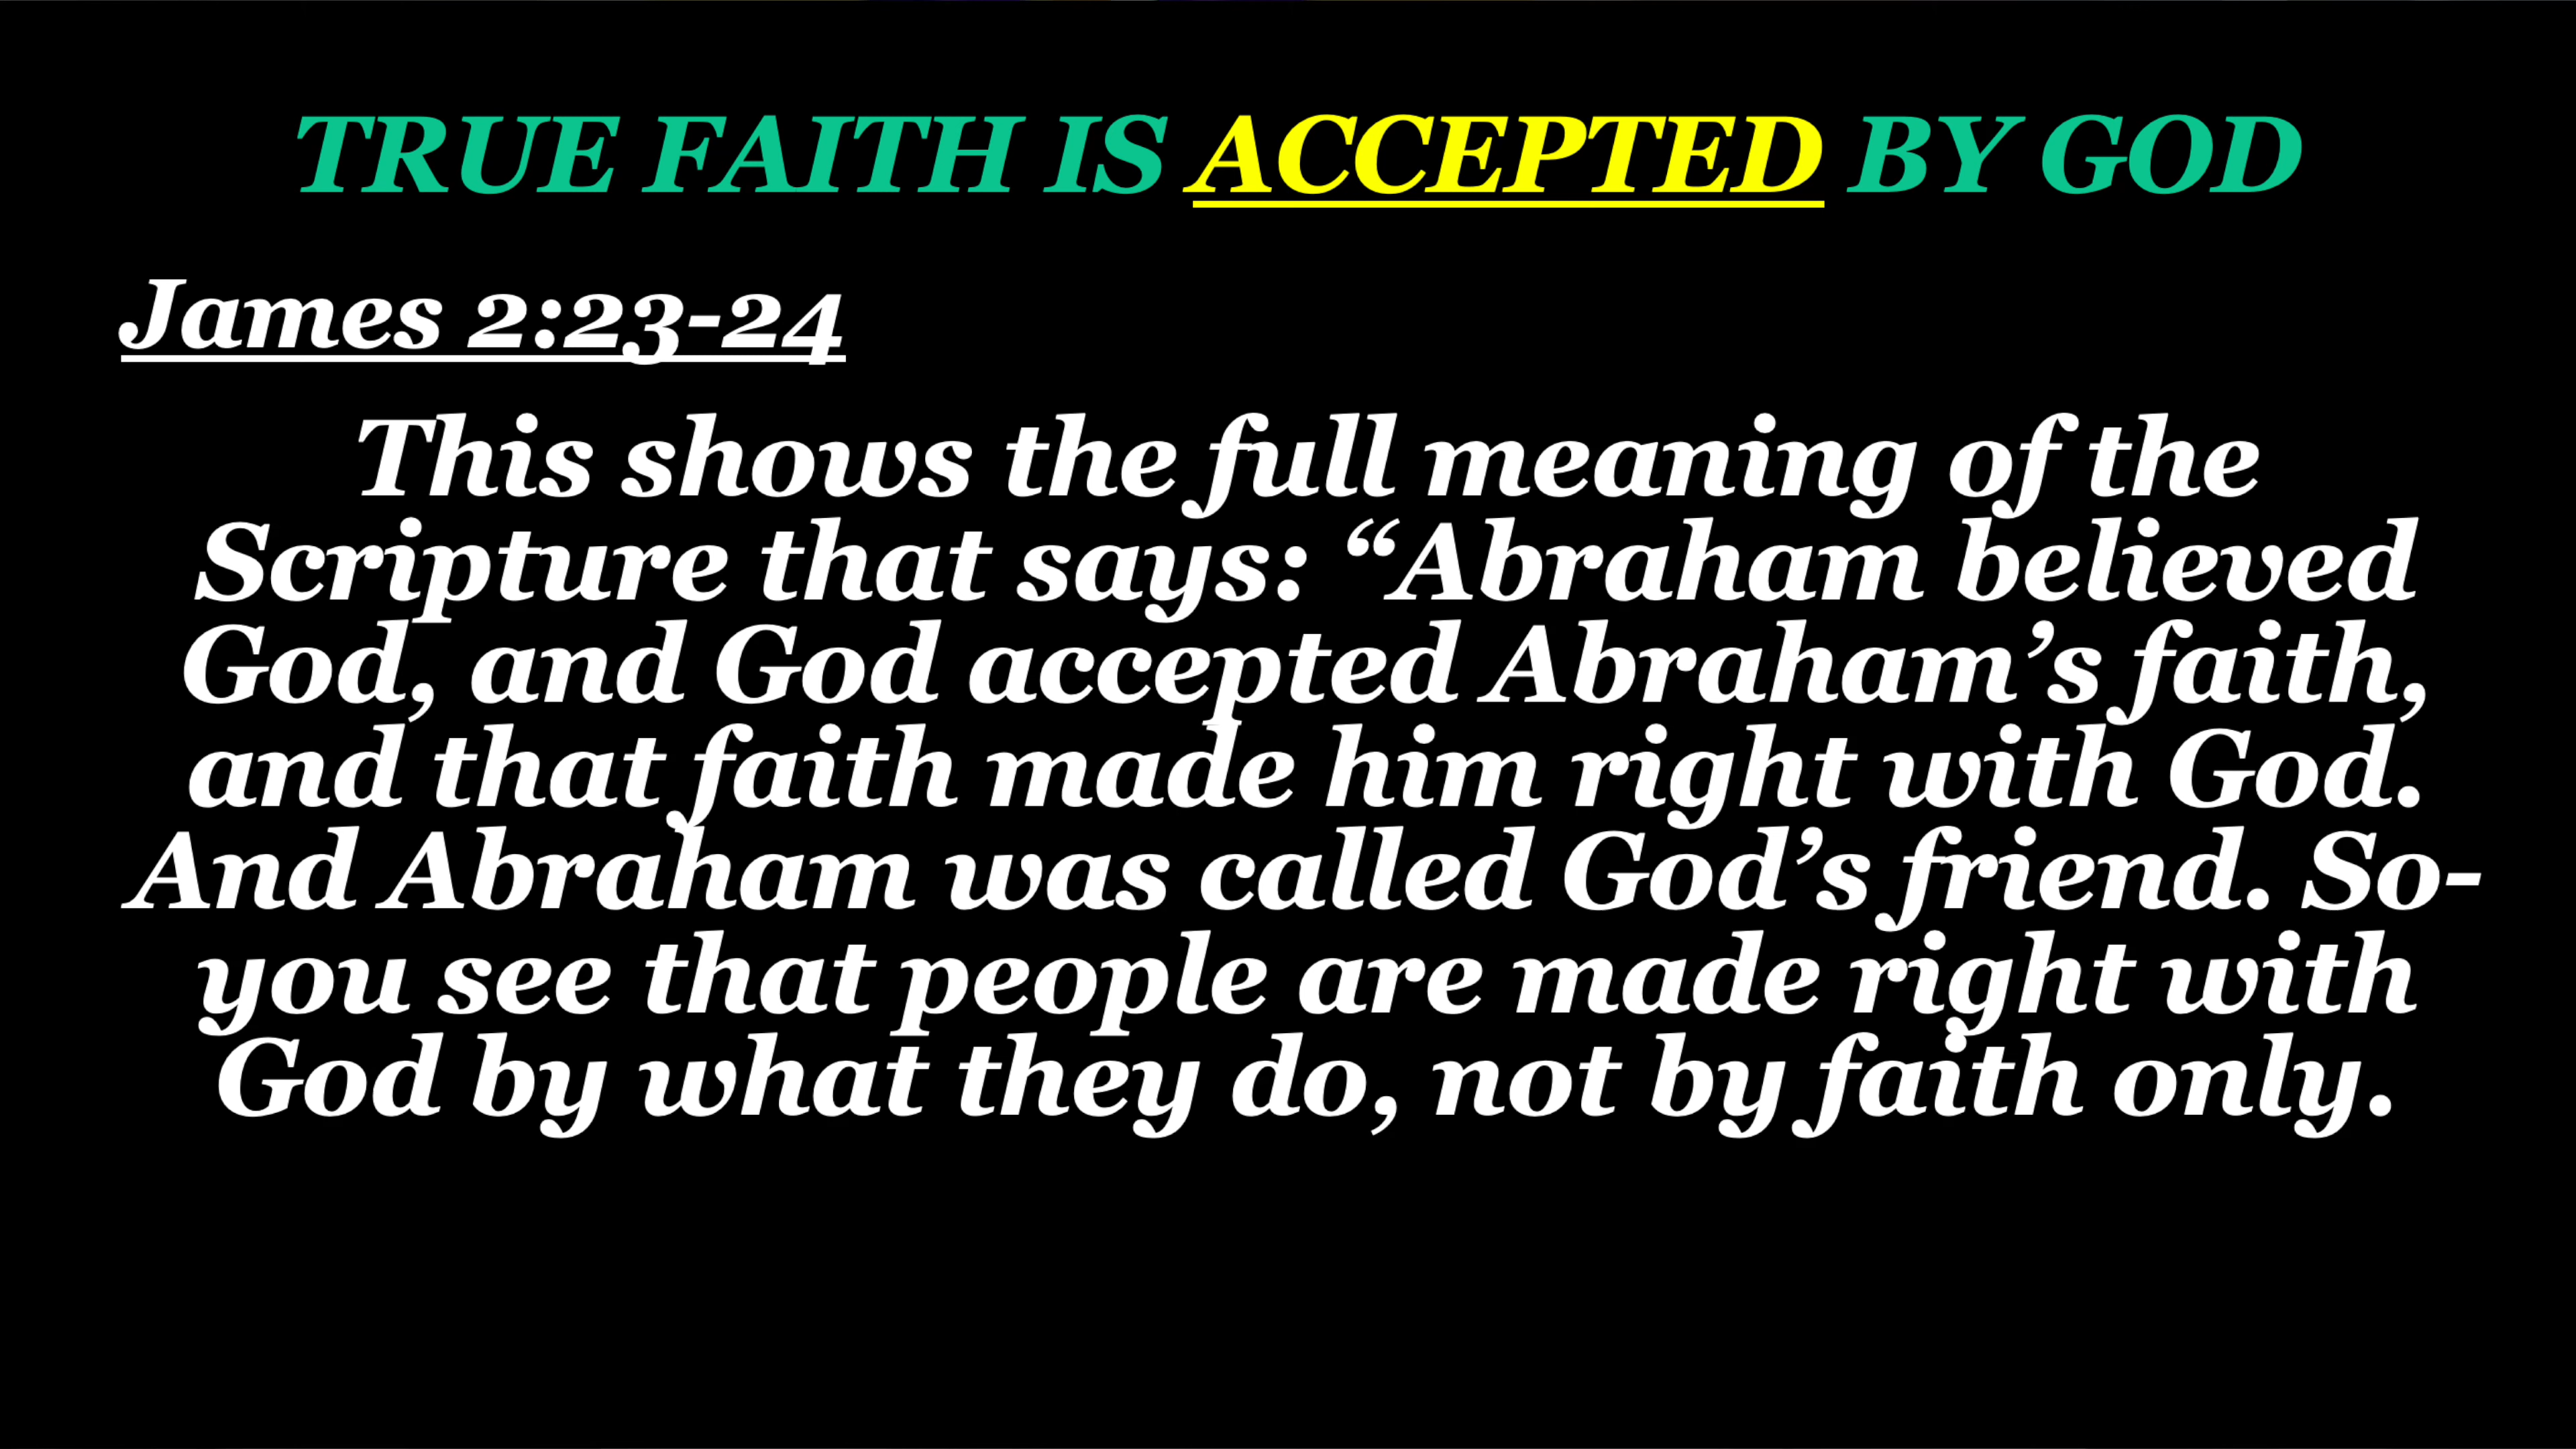 TRUE FAITH IS ACCEPTED BY GOD
James 2:23-24
This shows the full meaning of the
Scripture that says: “Abraham believed
God, and God accepted Abraham’s faith,
and that faith made him right with God.
And Abraham was called God’s friend. So-
you see that people are made right with
God by what they do, not by faith only.